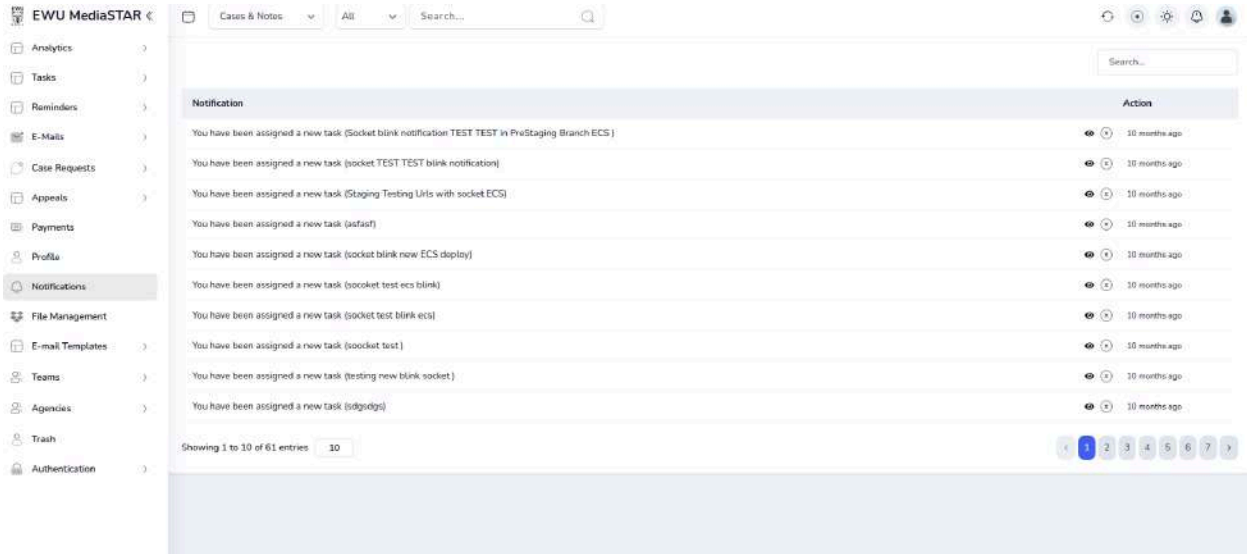 EWU MediaSTAR
Cases & Notes All Search...
Analytics
Tasks
Reminders
E-Mails
Case Requests
Appeals
Payments
Profile
Notifications
File Management
E-mail Templates
Teams
Agencies
Trash
Authentication
Search...
Notification Action
You have been assigned a new task (Socket blink notification TEST TEST in PreStaging Branch ECS ) 10 months ago
You have been assigned a new task (socket TEST TEST blink notification) 10 months ago
You have been assigned a new task (Staging Testing Urls with socket ECS) 10 months ago
You have been assigned a new task (asfasf) 10 months ago
You have been assigned a new task (socket blink new ECS deploy) 10 months ago
You have been assigned a new task (socoket test ecs blink) 10 months ago
You have been assigned a new task (socket test blink ecs) 10 months ago
You have been assigned a new task (soocket test ) 10 months ago
You have been assigned a new task (testing new blink socket ) 10 months ago
You have been assigned a new task (sdgsdgs) 10 months ago
Showing 1 to 10 of 61 entries 10
1 2 3 4 5 6 7